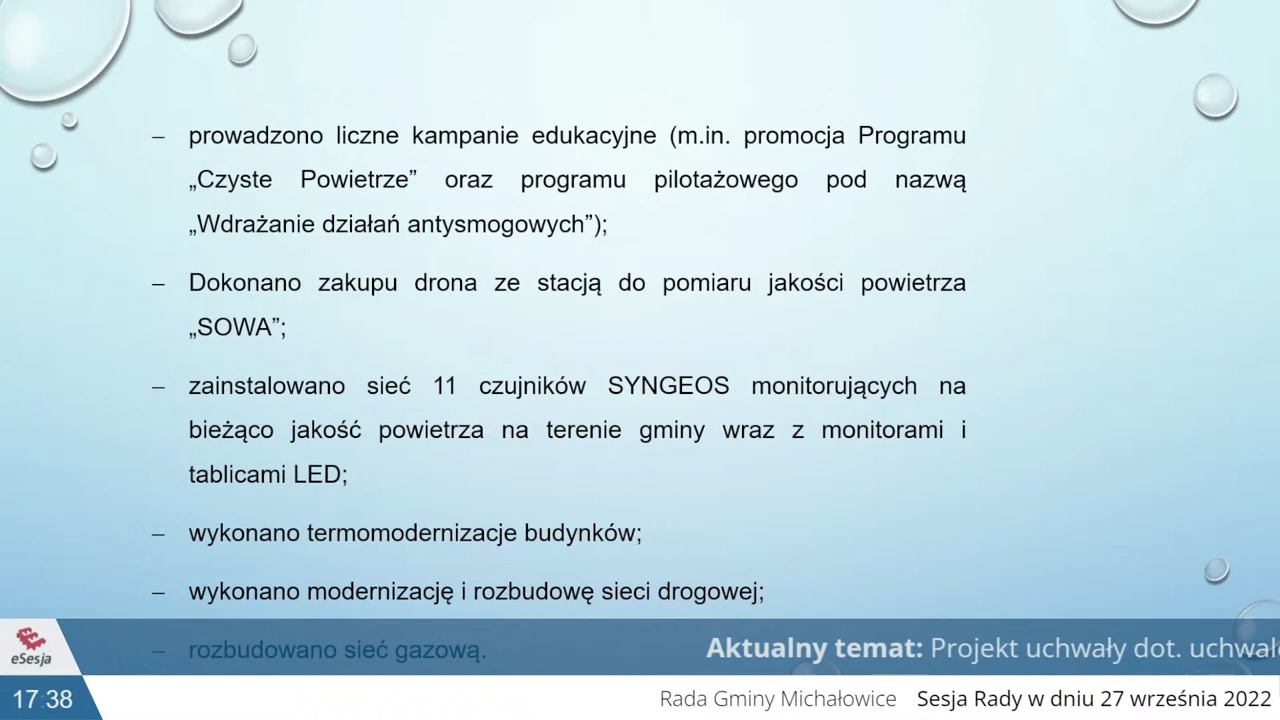 – prowadzono liczne kampanie edukacyjne (m.in. promocja Programu
„Czyste Powietrze” oraz programu pilotażowego pod nazwą
„Wdrażanie działań antysmogowych”);
– Dokonano zakupu drona ze stacją do pomiaru jakości powietrza
„SOWA”;
– zainstalowano sieć 11 czujników SYNGEOS monitorujących na
bieżąco jakość powietrza na terenie gminy wraz z monitorami i
tablicami LED;
– wykonano termomodernizacje budynków;
– wykonano modernizację i rozbudowę sieci drogowej;
– rozbudowano sieć gazową.
Aktualny temat: Projekt uchwały dot.
eSesja
17:38
Rada Gminy Michałowice Sesja Rady w dniu 27 września 2022